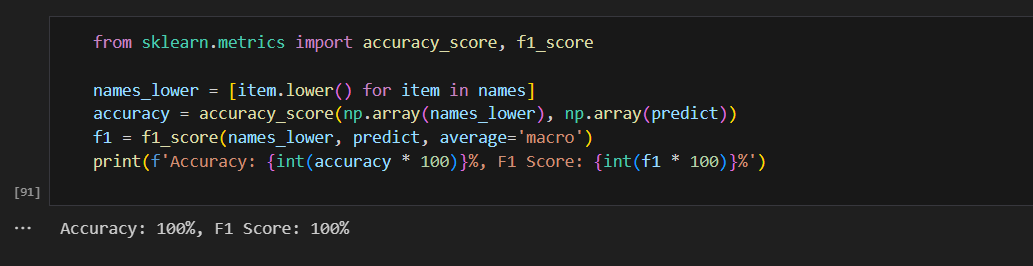 from sklearn.metrics import accuracy_score, f1_score
names_lower = [item.lower() for item in names]
accuracy = accuracy_score(np.array(names_lower), np.array(predict))
f1 = f1_score(names_lower, predict, average='macro')
print(f'Accuracy: {int(accuracy * 100)}%, F1 Score: {int(f1 * 100)}%')
[91]
... Accuracy: 100%, F1 Score: 100%